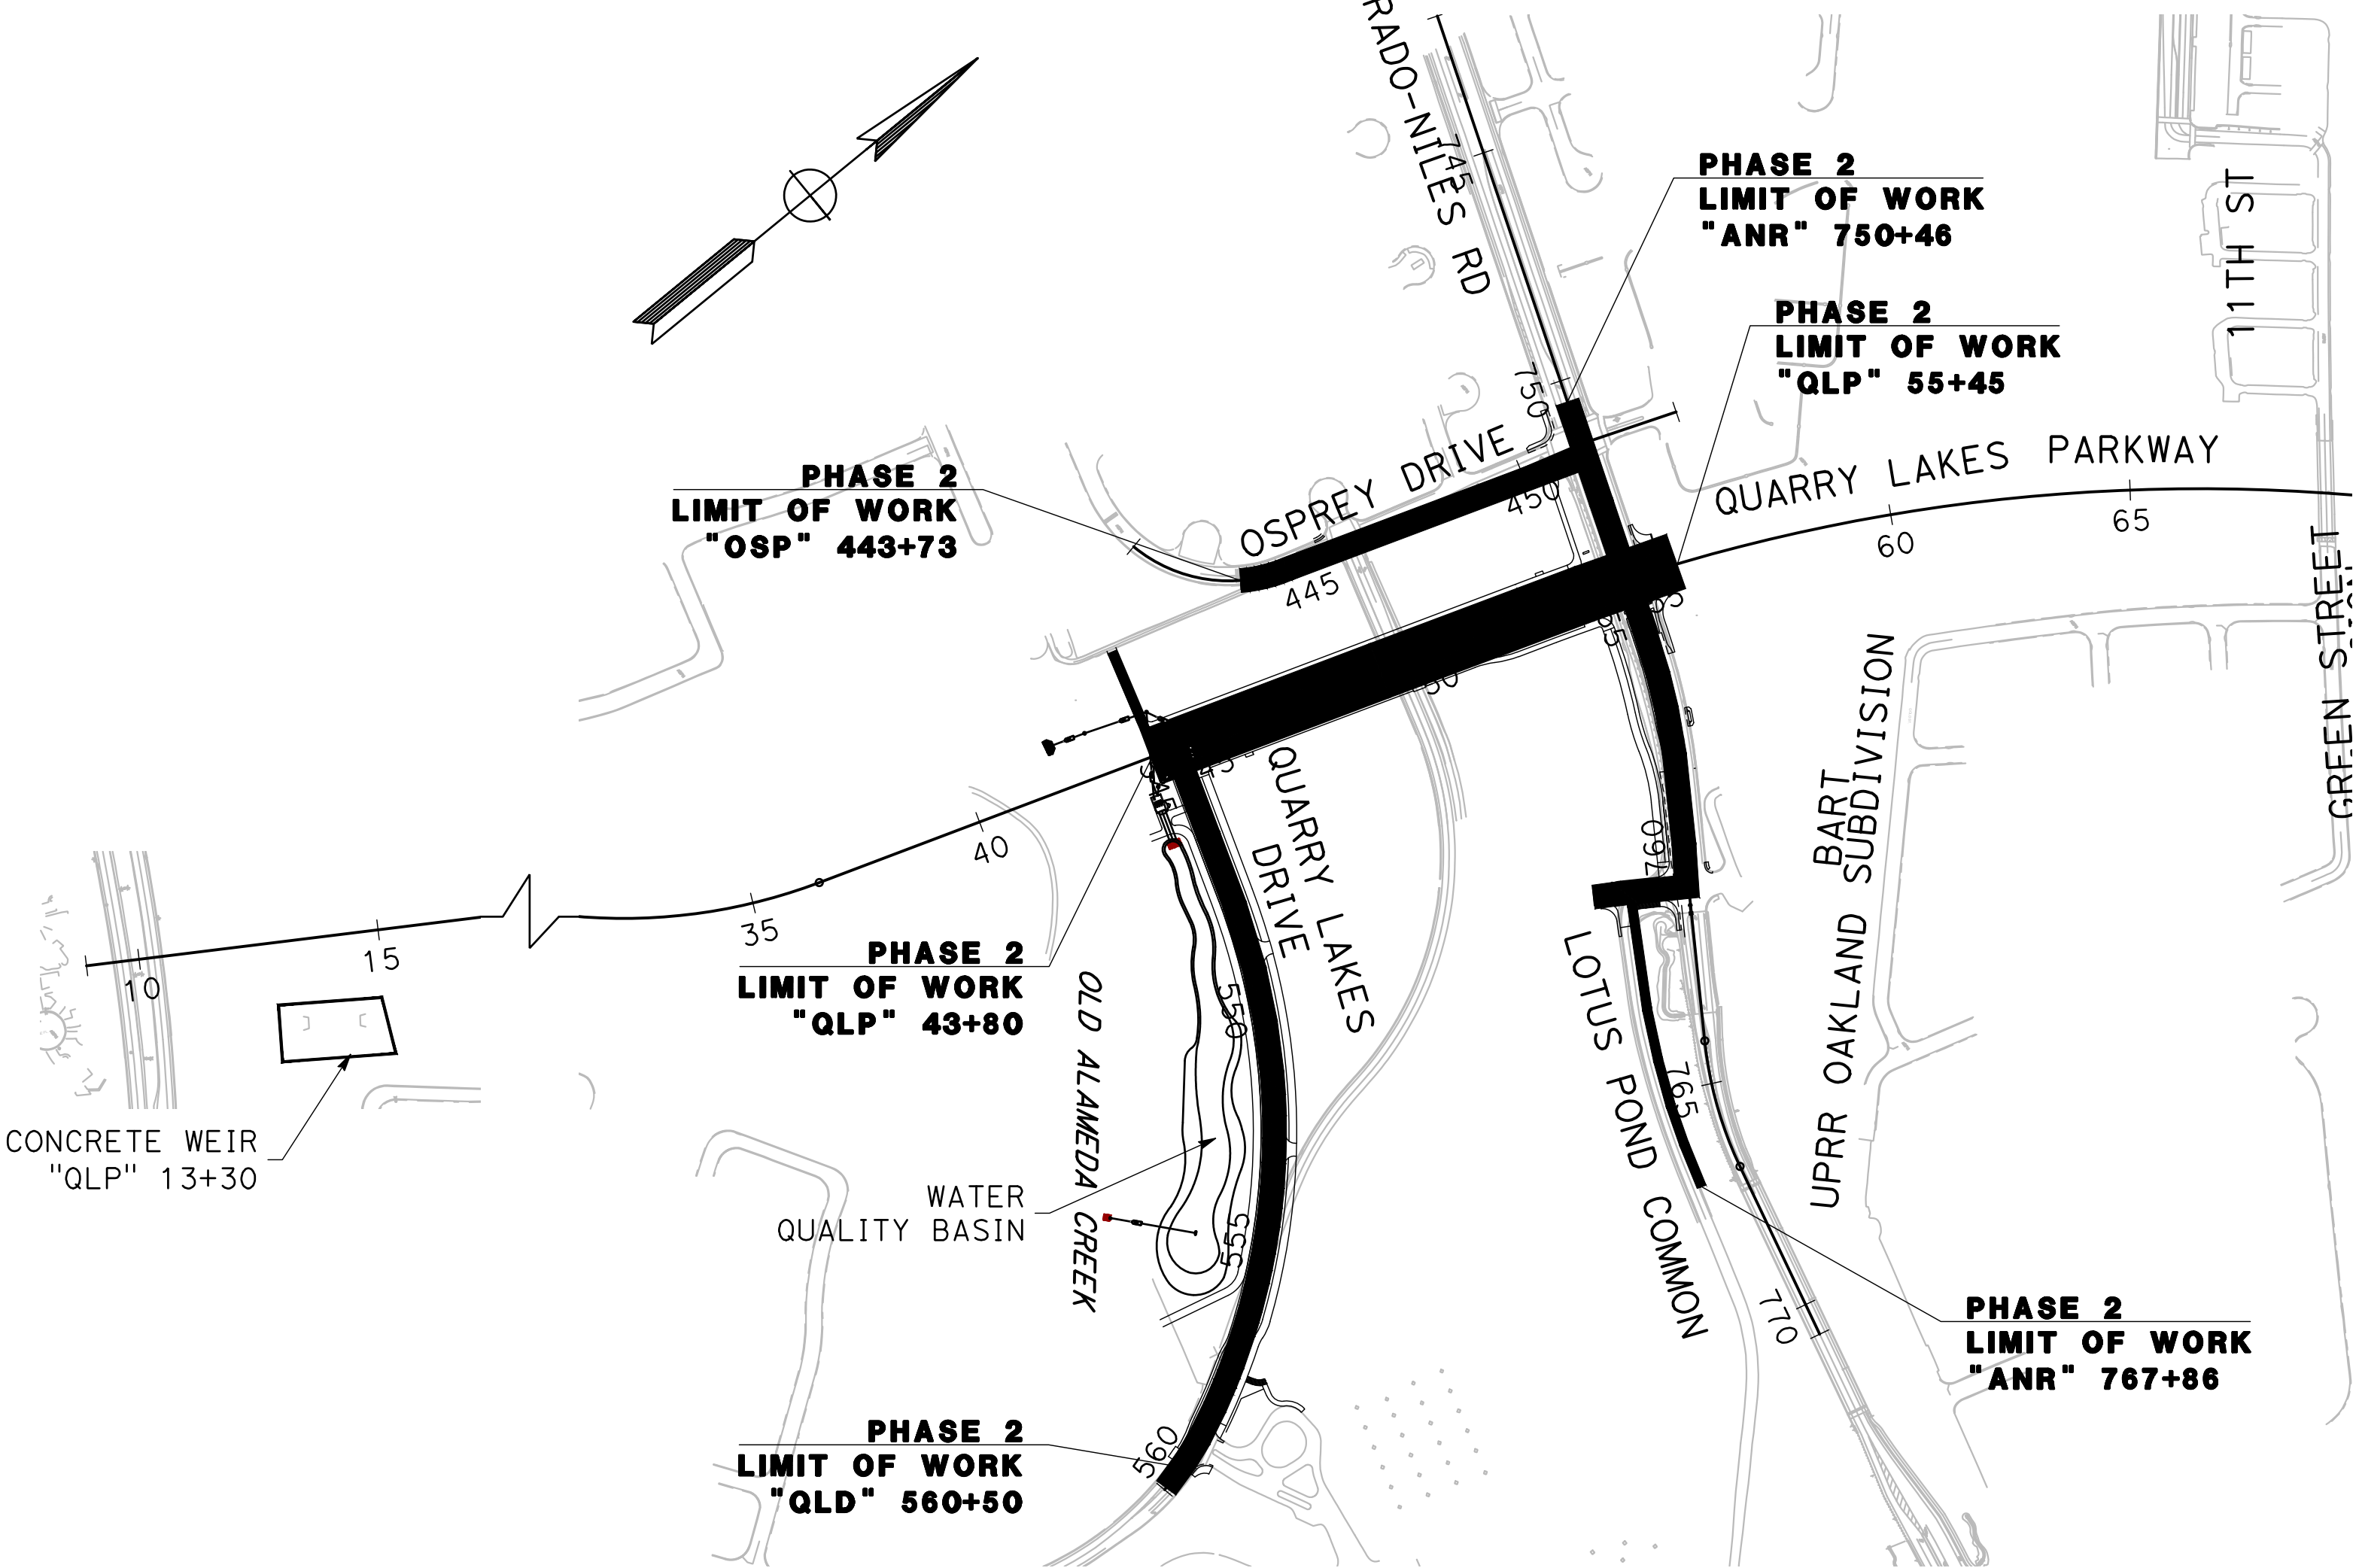 RADO-NILES RD
745
PHASE 2
LIMIT OF WORK
"ANR" 750+46
11TH ST
PHASE 2
LIMIT OF WORK
"QLP" 55+45
750
OSPREY DRIVE
450
445
QUARRY LAKES PARKWAY
60
65
PHASE 2
LIMIT OF WORK
"OSP" 443+73
GREEN STREET
QUARRY LAKES
DRIVE
40
35
15
10
760
BART
UPRR OAKLAND SUBDIVISION
PHASE 2
LIMIT OF WORK
"QLP" 43+80
OLD ALAMEDA CREEK
550
LOTUS POND COMMON
765
CONCRETE WEIR
"QLP" 13+30
WATER
QUALITY BASIN
555
770
PHASE 2
LIMIT OF WORK
"ANR" 767+86
560
PHASE 2
LIMIT OF WORK
"QLD" 560+50